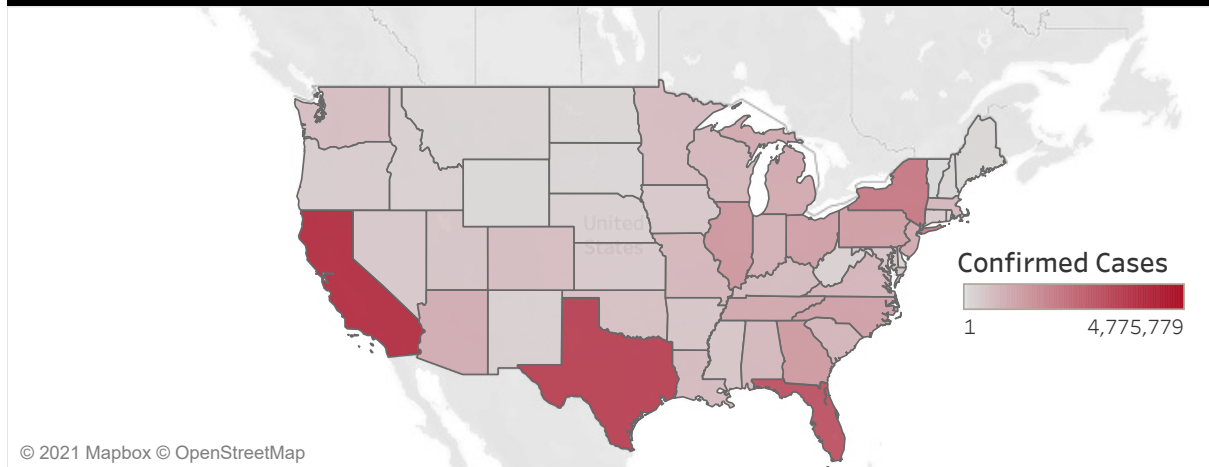 United
States
Confirmed Cases
1 4,775,779
© 2021 Mapbox © OpenStreetMap